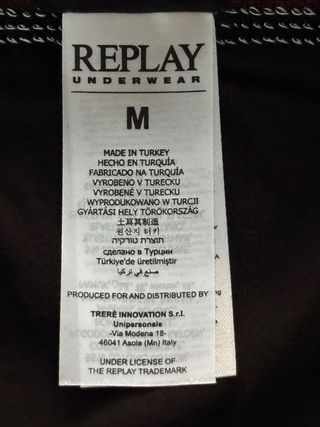 REPLAY
UNDERWEAR
M
MADE IN TURKEY
HECHO EN TURQUÍA
FABRICADO NA TURQUÍA
VYROBENO V TURECKU
VYROBENÉ V TURECKU
WYPRODUKOWANO W TURCJI
GYÁRTÁSI HELY TÖRÖKORSZÁG
土耳其制造
원산지 터키
תוצרת טורקיה
сделано в Турции
Türkiye'de üretilmiştir
صنع في تركيا
PRODUCED FOR AND DISTRIBUTED BY
TRERÈ INNOVATION S.r.l.
Unipersonale
-Via Modena 18-
46041 Asola (Mn) Italy
UNDER LICENSE OF
THE REPLAY TRADEMARK